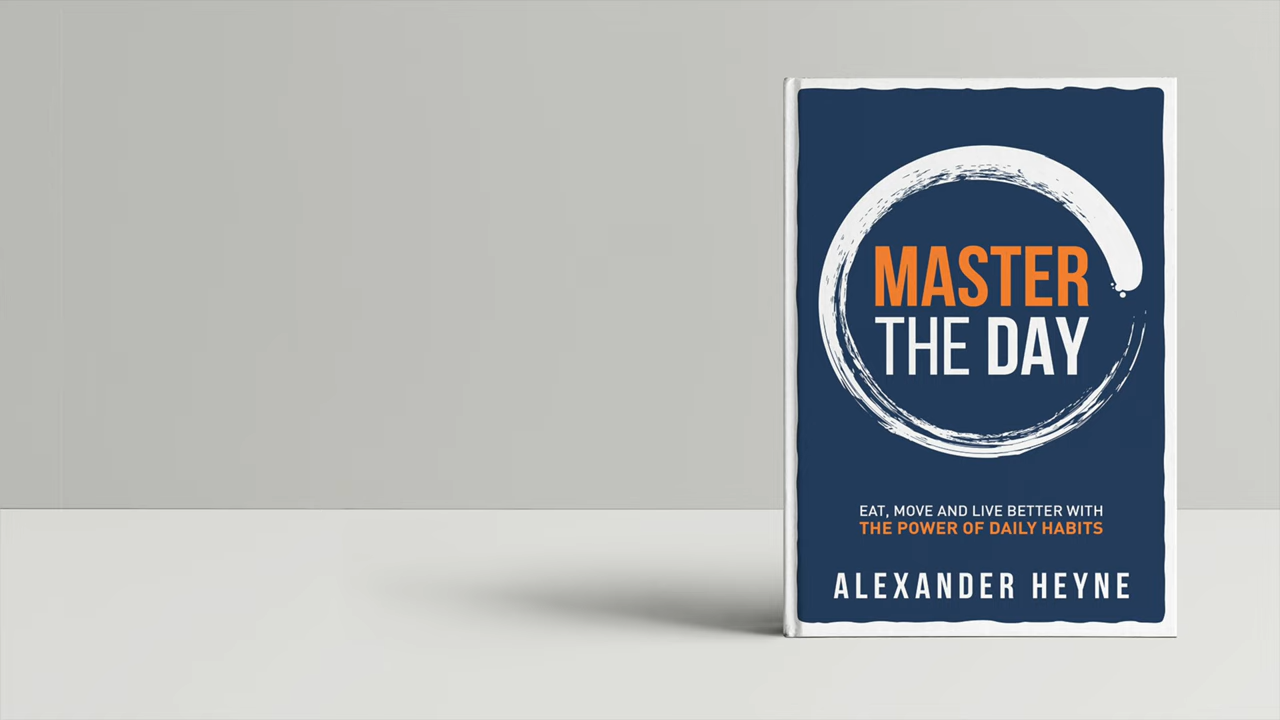 MASTER
THE DAY
EAT, MOVE AND LIVE BETTER WITH
THE POWER OF DAILY HABITS
ALEXANDER HEYNE